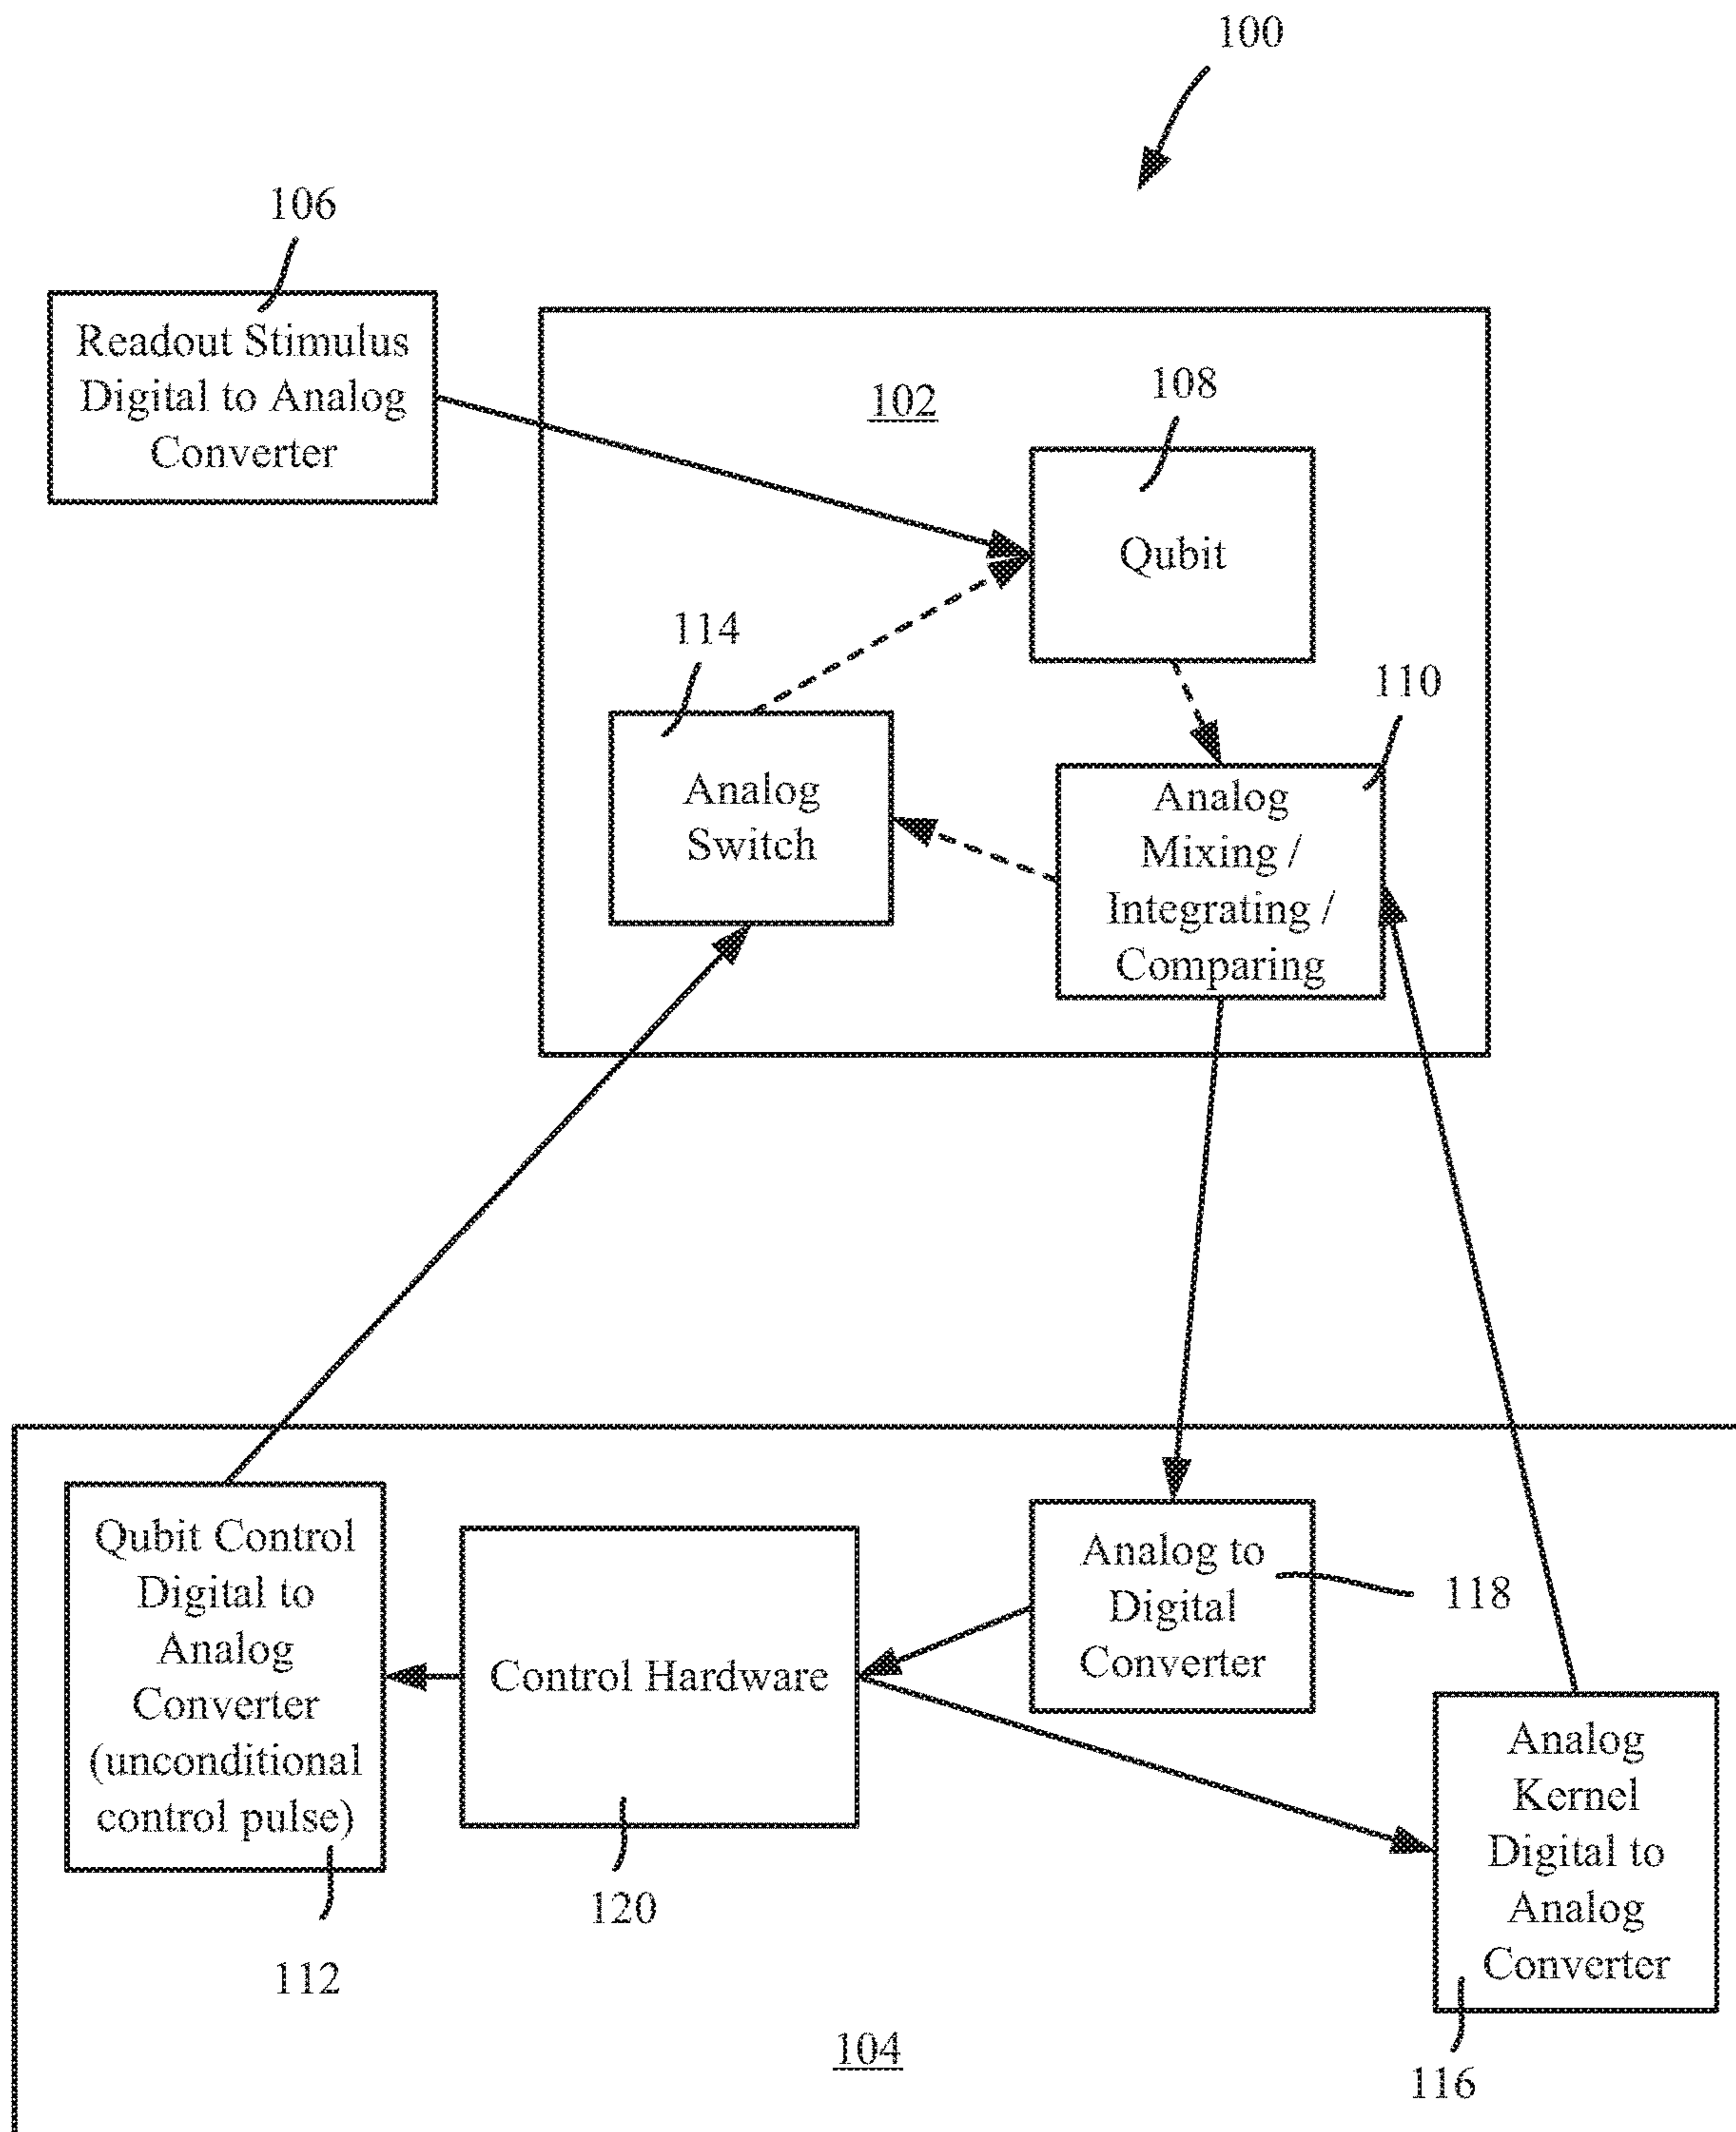 100
106
Readout Stimulus
Digital to Analog
Converter
102
108
Qubit
114
Analog
Switch
110
Analog
Mixing /
Integrating /
Comparing
Qubit Control
Digital to
Analog
Converter
(unconditional
control pulse)
112
Control Hardware
120
Analog to
Digital
Converter
118
Analog
Kernel
Digital to
Analog
Converter
116
104